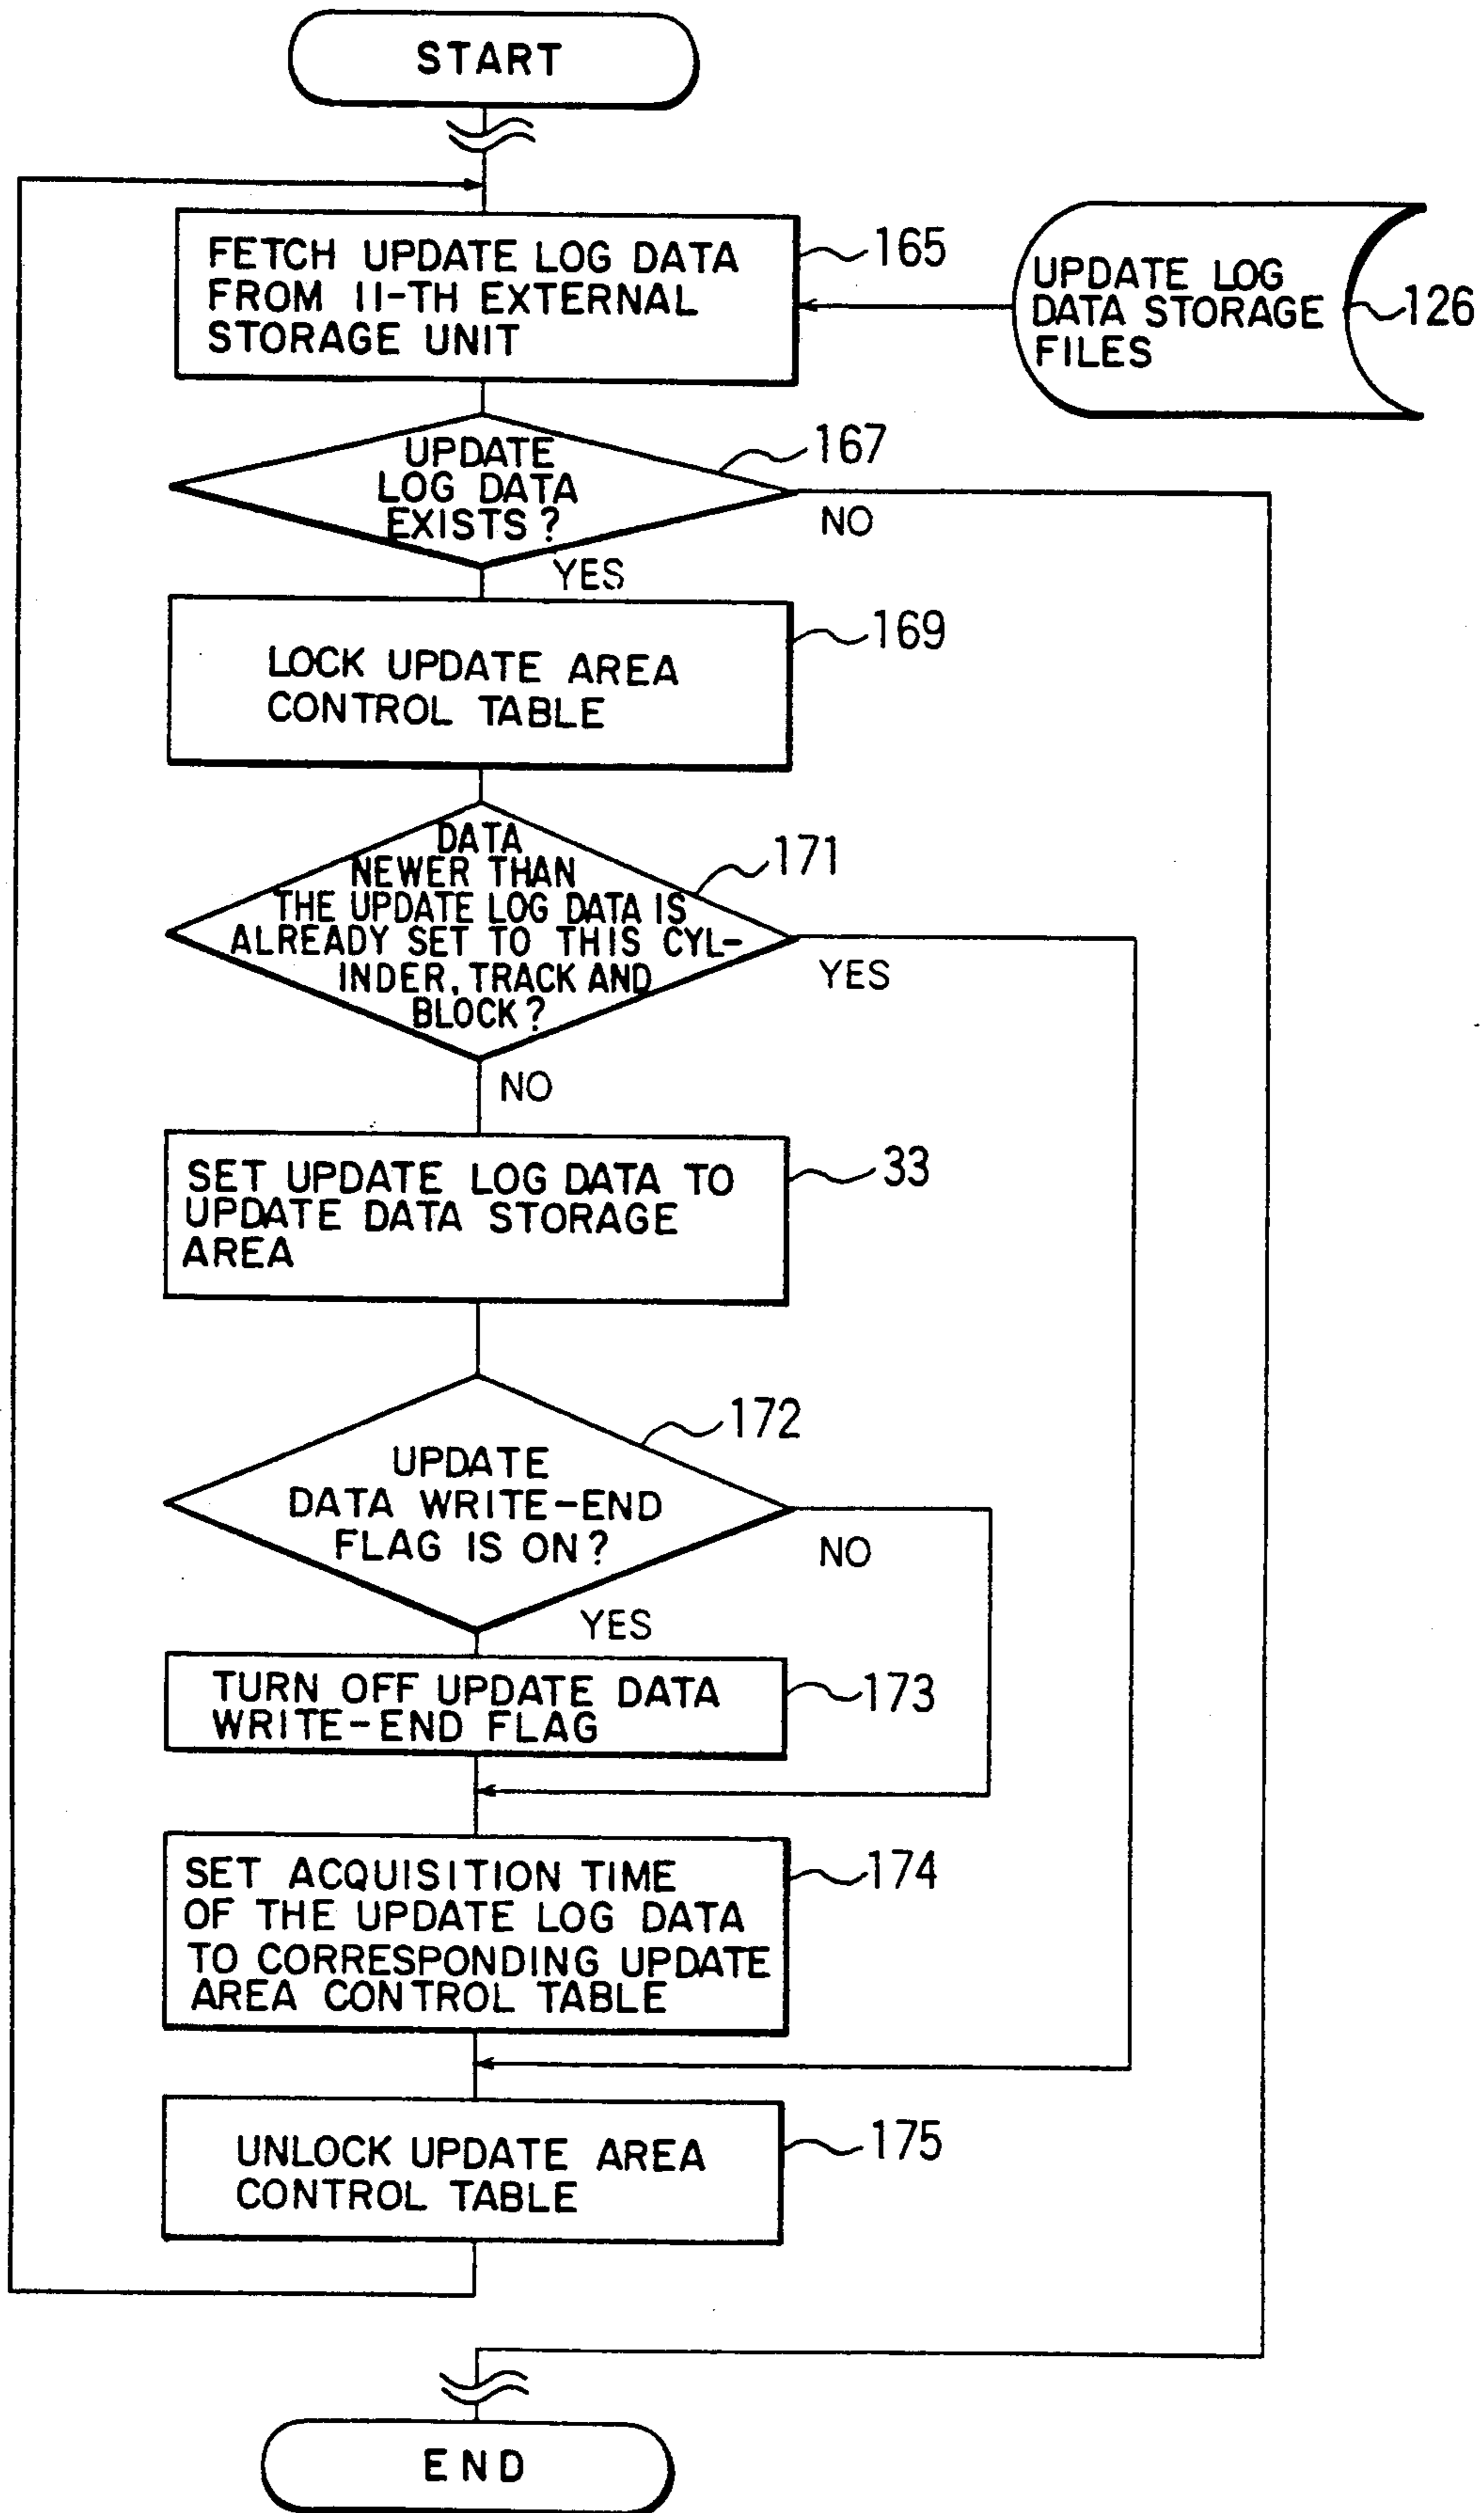 START
FETCH UPDATE LOG DATA
FROM 11-TH EXTERNAL
STORAGE UNIT
165
UPDATE LOG
DATA STORAGE
FILES
126
UPDATE
LOG DATA
EXISTS?
167
NO
YES
LOCK UPDATE AREA
CONTROL TABLE
169
DATA
NEWER THAN
THE UPDATE LOG DATA IS
ALREADY SET TO THIS CYL-
INDER, TRACK AND
BLOCK?
171
YES
NO
SET UPDATE LOG DATA TO
UPDATE DATA STORAGE
AREA
33
UPDATE
DATA WRITE-END
FLAG IS ON?
172
NO
YES
TURN OFF UPDATE DATA
WRITE-END FLAG
173
SET ACQUISITION TIME
OF THE UPDATE LOG DATA
TO CORRESPONDING UPDATE
AREA CONTROL TABLE
174
UNLOCK UPDATE AREA
CONTROL TABLE
175
END